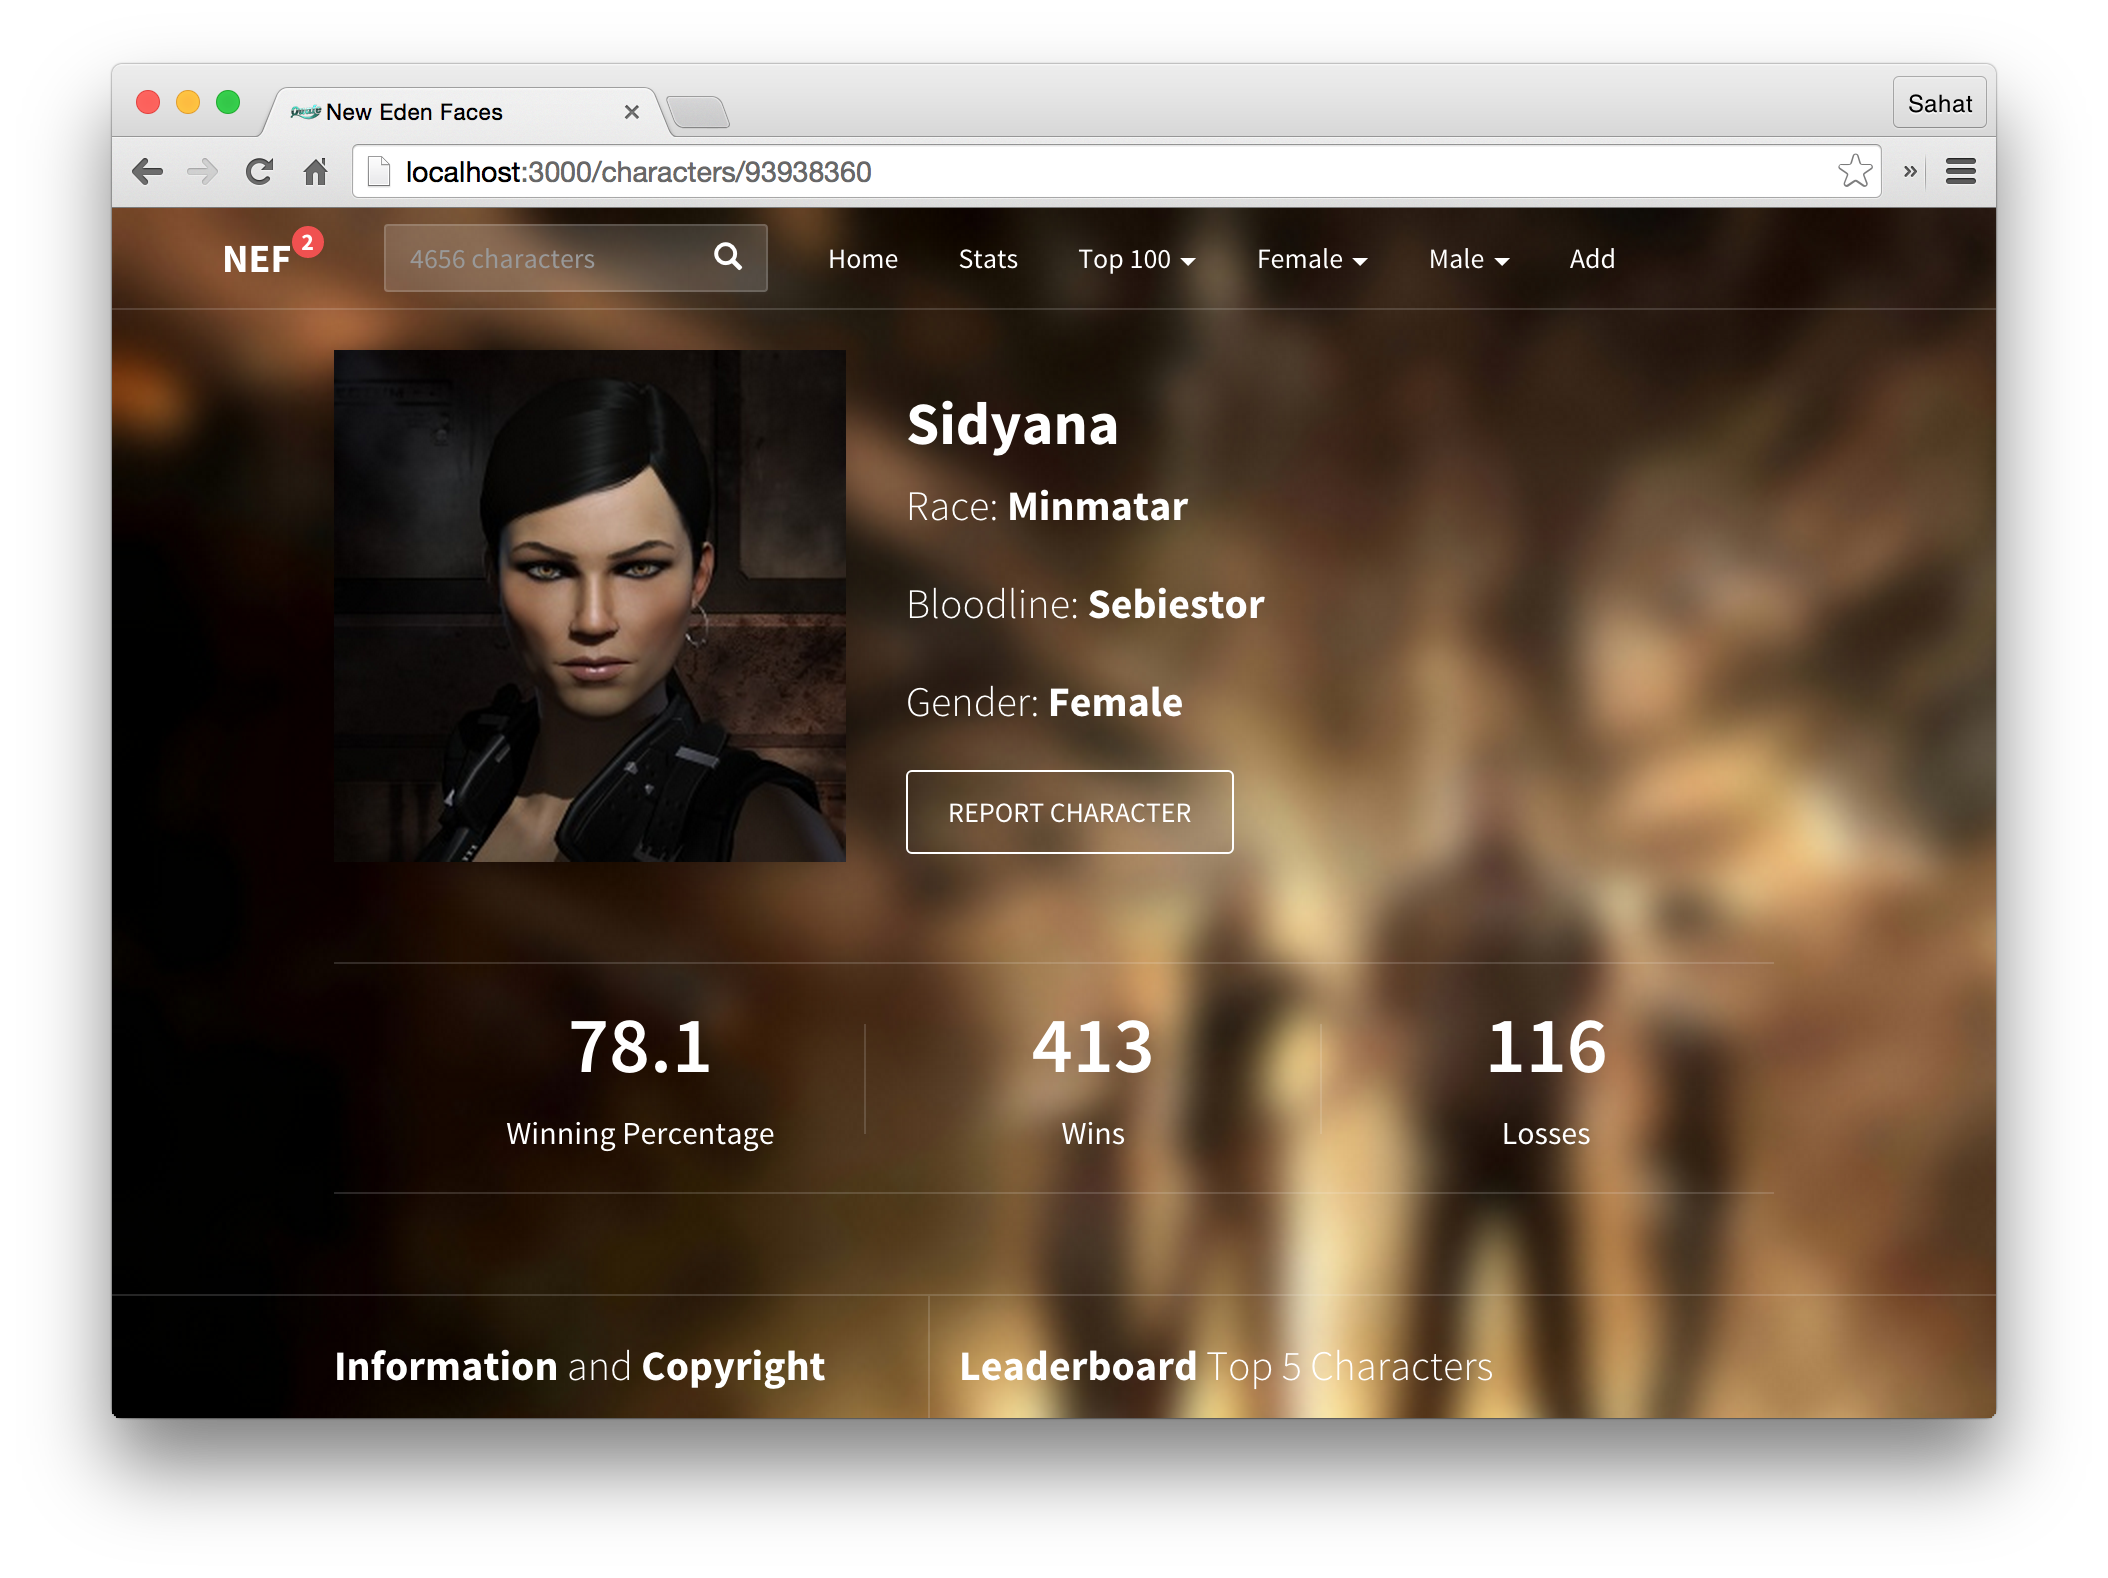 New Eden Faces
Sahat
localhost:3000/characters/93938360
NEF 2 4656 characters Home Stats Top 100 Female Male Add
Sidyana
Race: Minmatar
Bloodline: Sebiestor
Gender: Female
REPORT CHARACTER
78.1 413 116
Winning Percentage Wins Losses
Information and Copyright Leaderboard Top 5 Characters